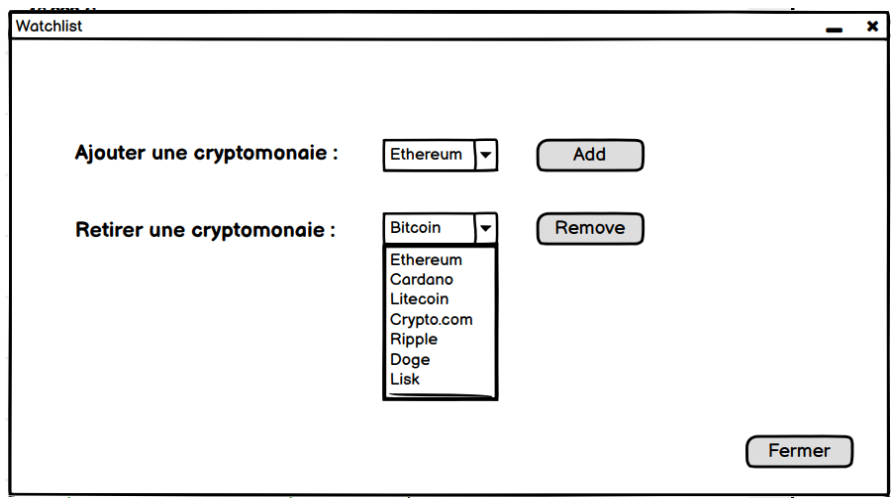 Watchlist
Ajouter une cryptomonaie :
Ethereum
Add
Retirer une cryptomonaie :
Bitcoin
Remove
Ethereum
Cardano
Litecoin
Crypto.com
Ripple
Doge
Lisk
Fermer